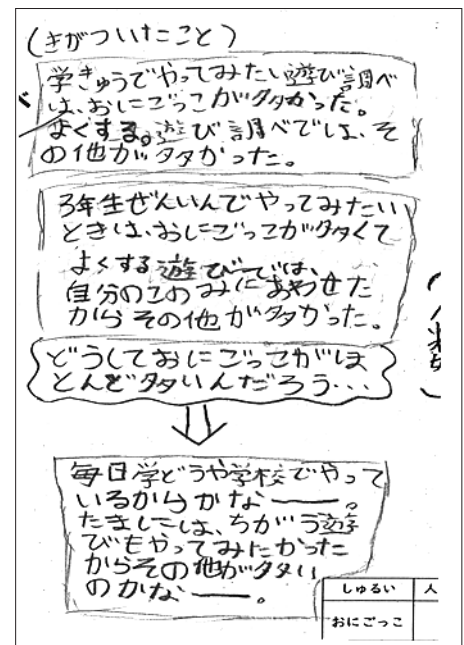 (きがついたこと)
学きゅうでやってみたい遊び調べ
は、おにごっこが多かった。
よくする。遊び調べでは、そ
の他が多かった。
3年生ぜんいんでやってみたい
ときは、おにごっこが多くて
よくする遊びでは、
自分のこのみにあわせた
からその他が多かった。
どうしておにごっこがほ
とんど多いんだろう・・・
毎日学どうや学校でやって
いるからかなー。
たまには、ちがう遊
びもやってみたかった
からその他が多い
のかなー。
しゅるい
人
おにごっこ